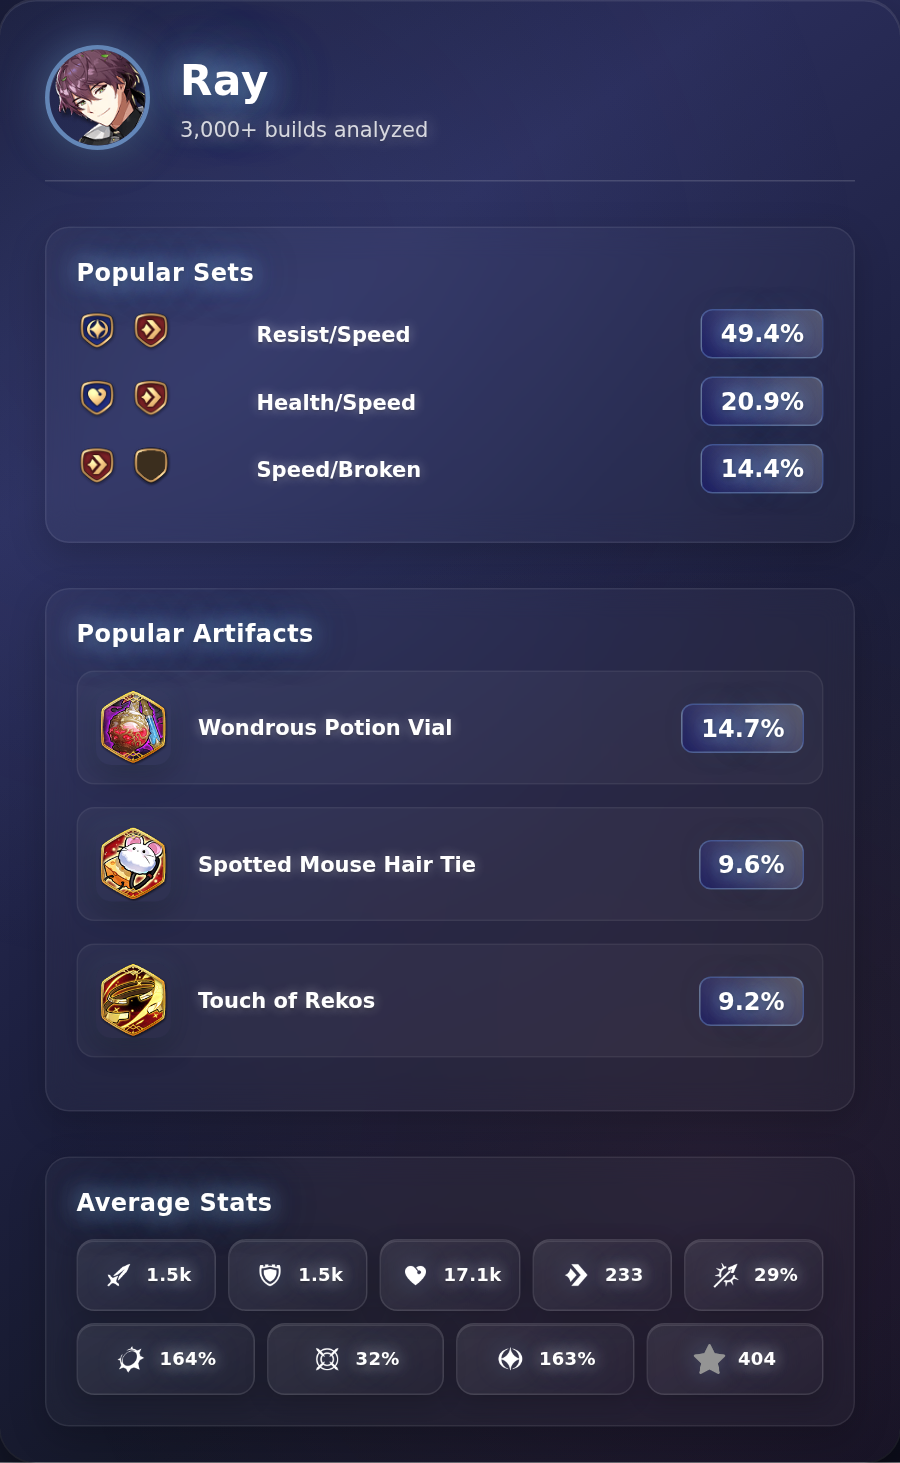 Ray
3,000+ builds analyzed
Popular Sets
Resist/Speed 49.4%
Health/Speed 20.9%
Speed/Broken 14.4%
Popular Artifacts
Wondrous Potion Vial 14.7%
Spotted Mouse Hair Tie 9.6%
Touch of Rekos 9.2%
Average Stats
1.5k 1.5k 17.1k 233 29%
164% 32% 163% 404